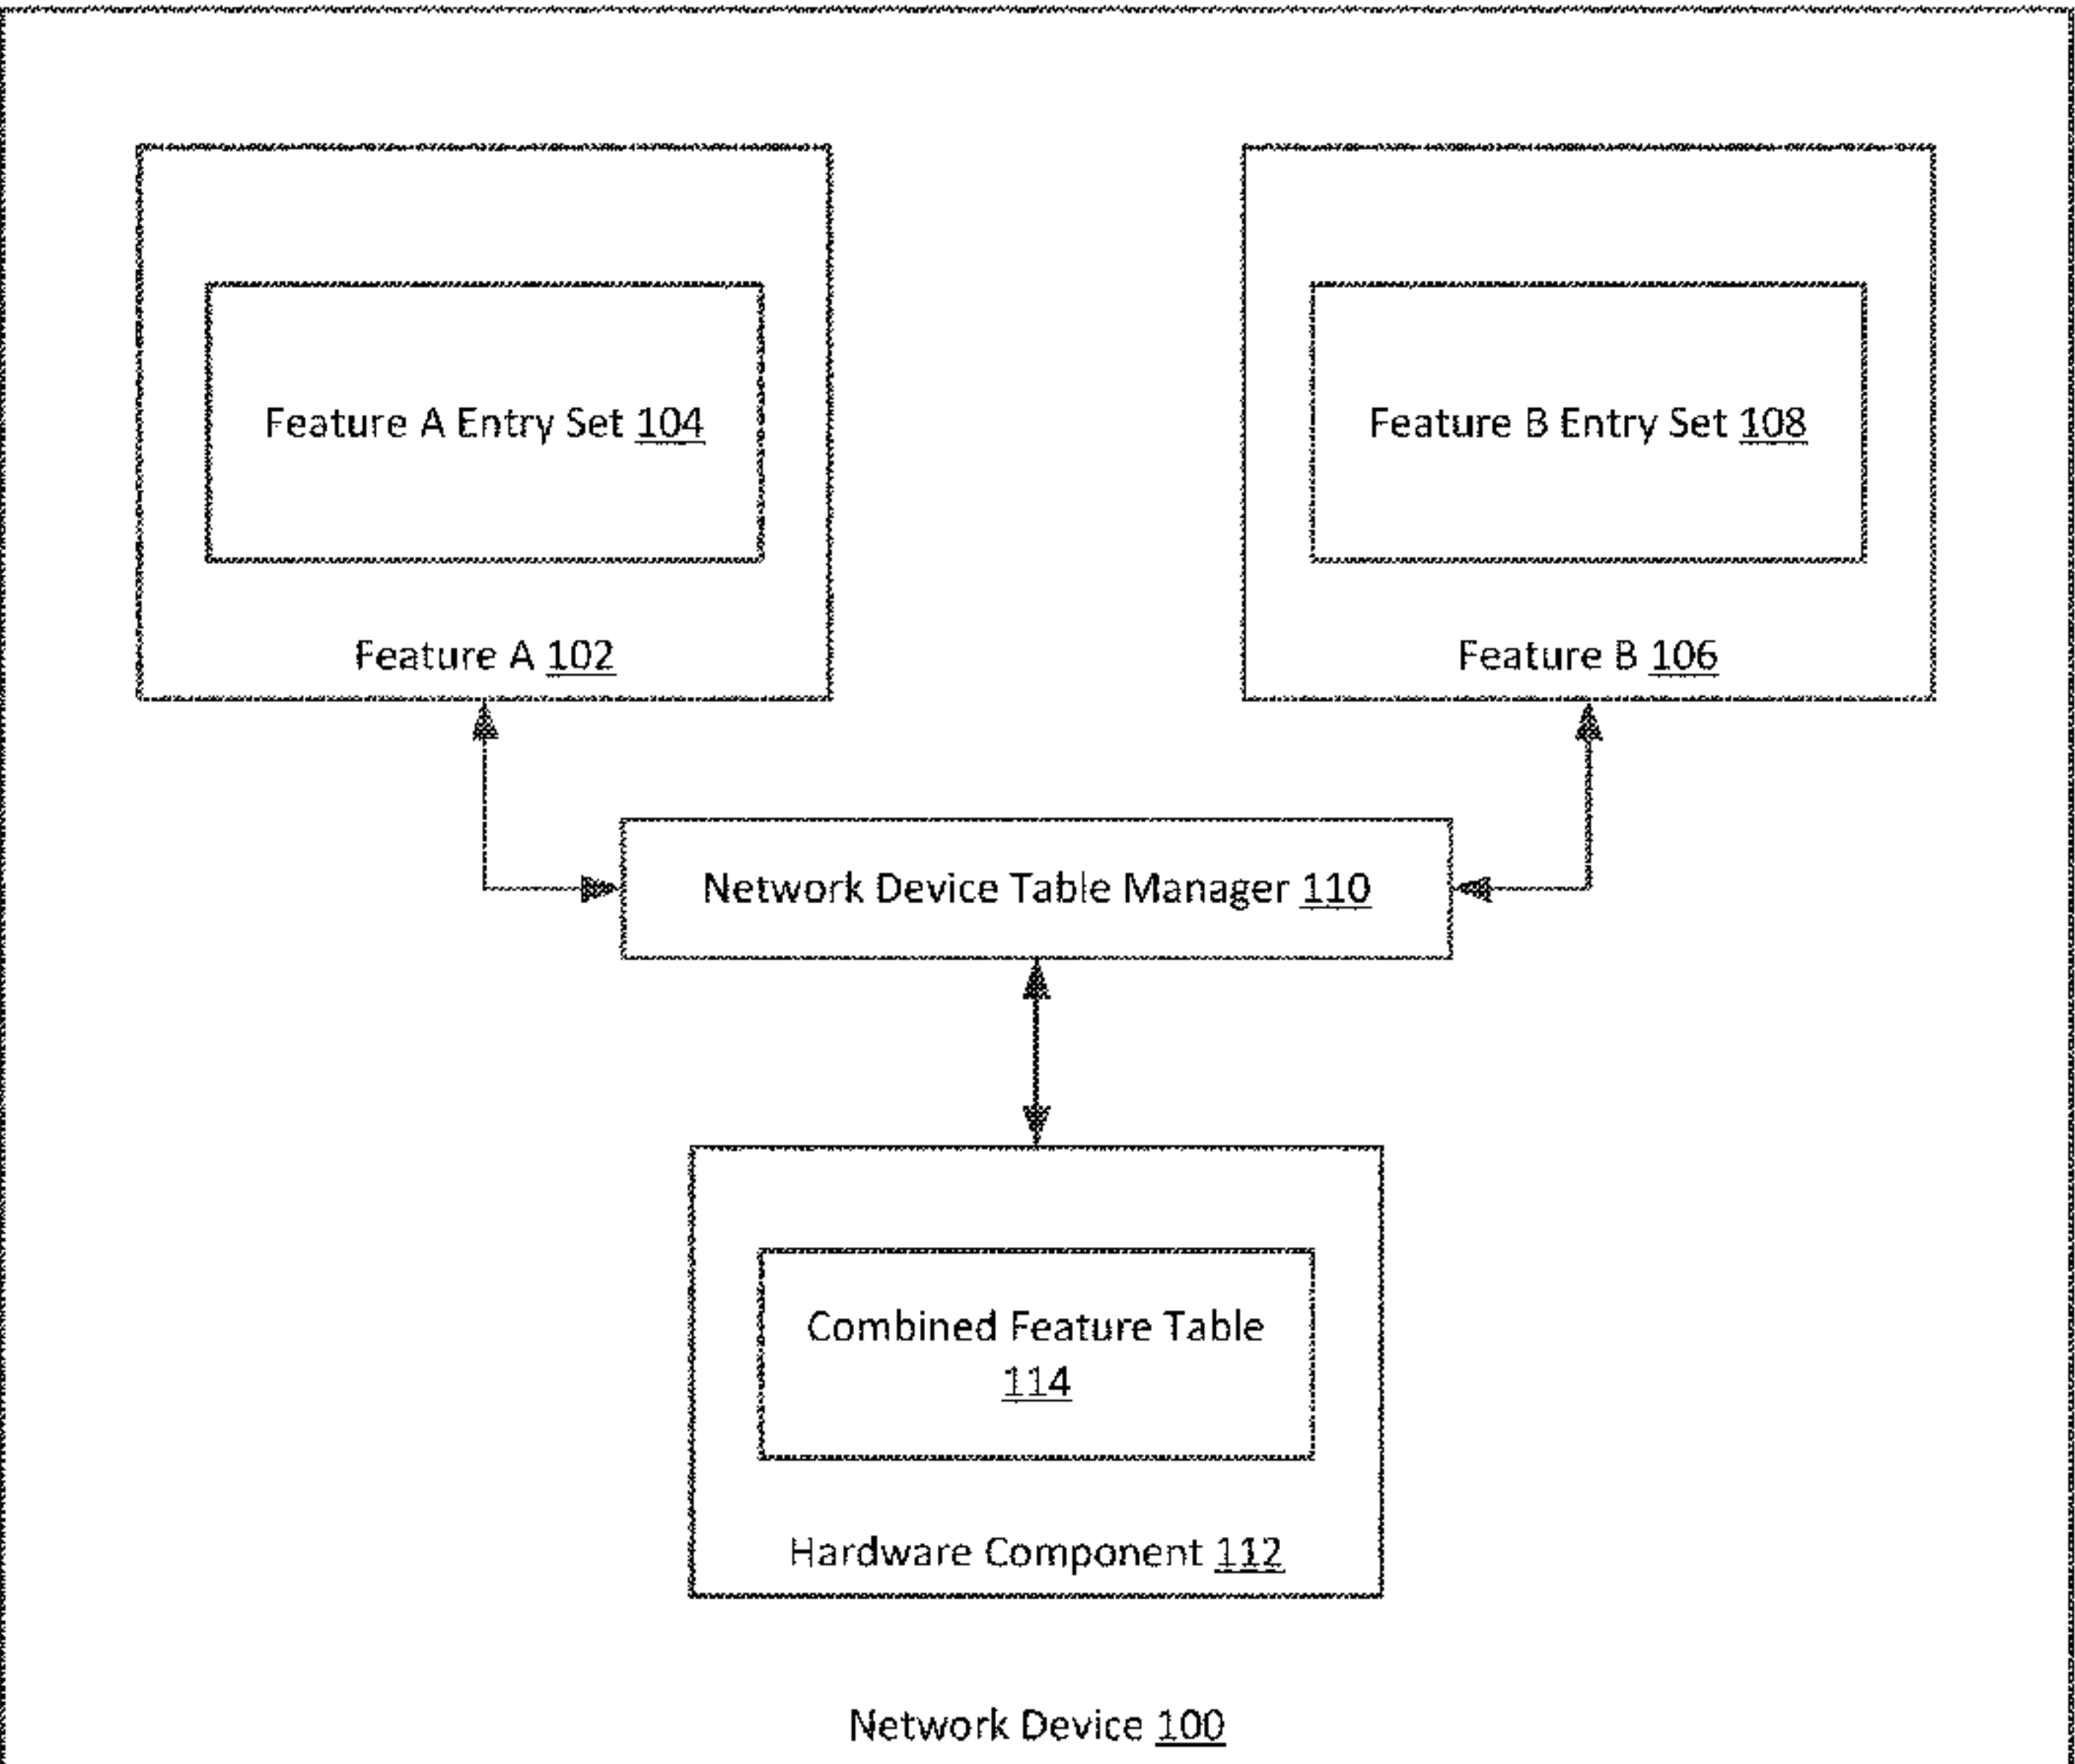 Feature A Entry Set 104
Feature B Entry Set 108
Feature A 102
Feature B 106
Network Device Table Manager 110
Combined Feature Table
114
Hardware Component 112
Network Device 100